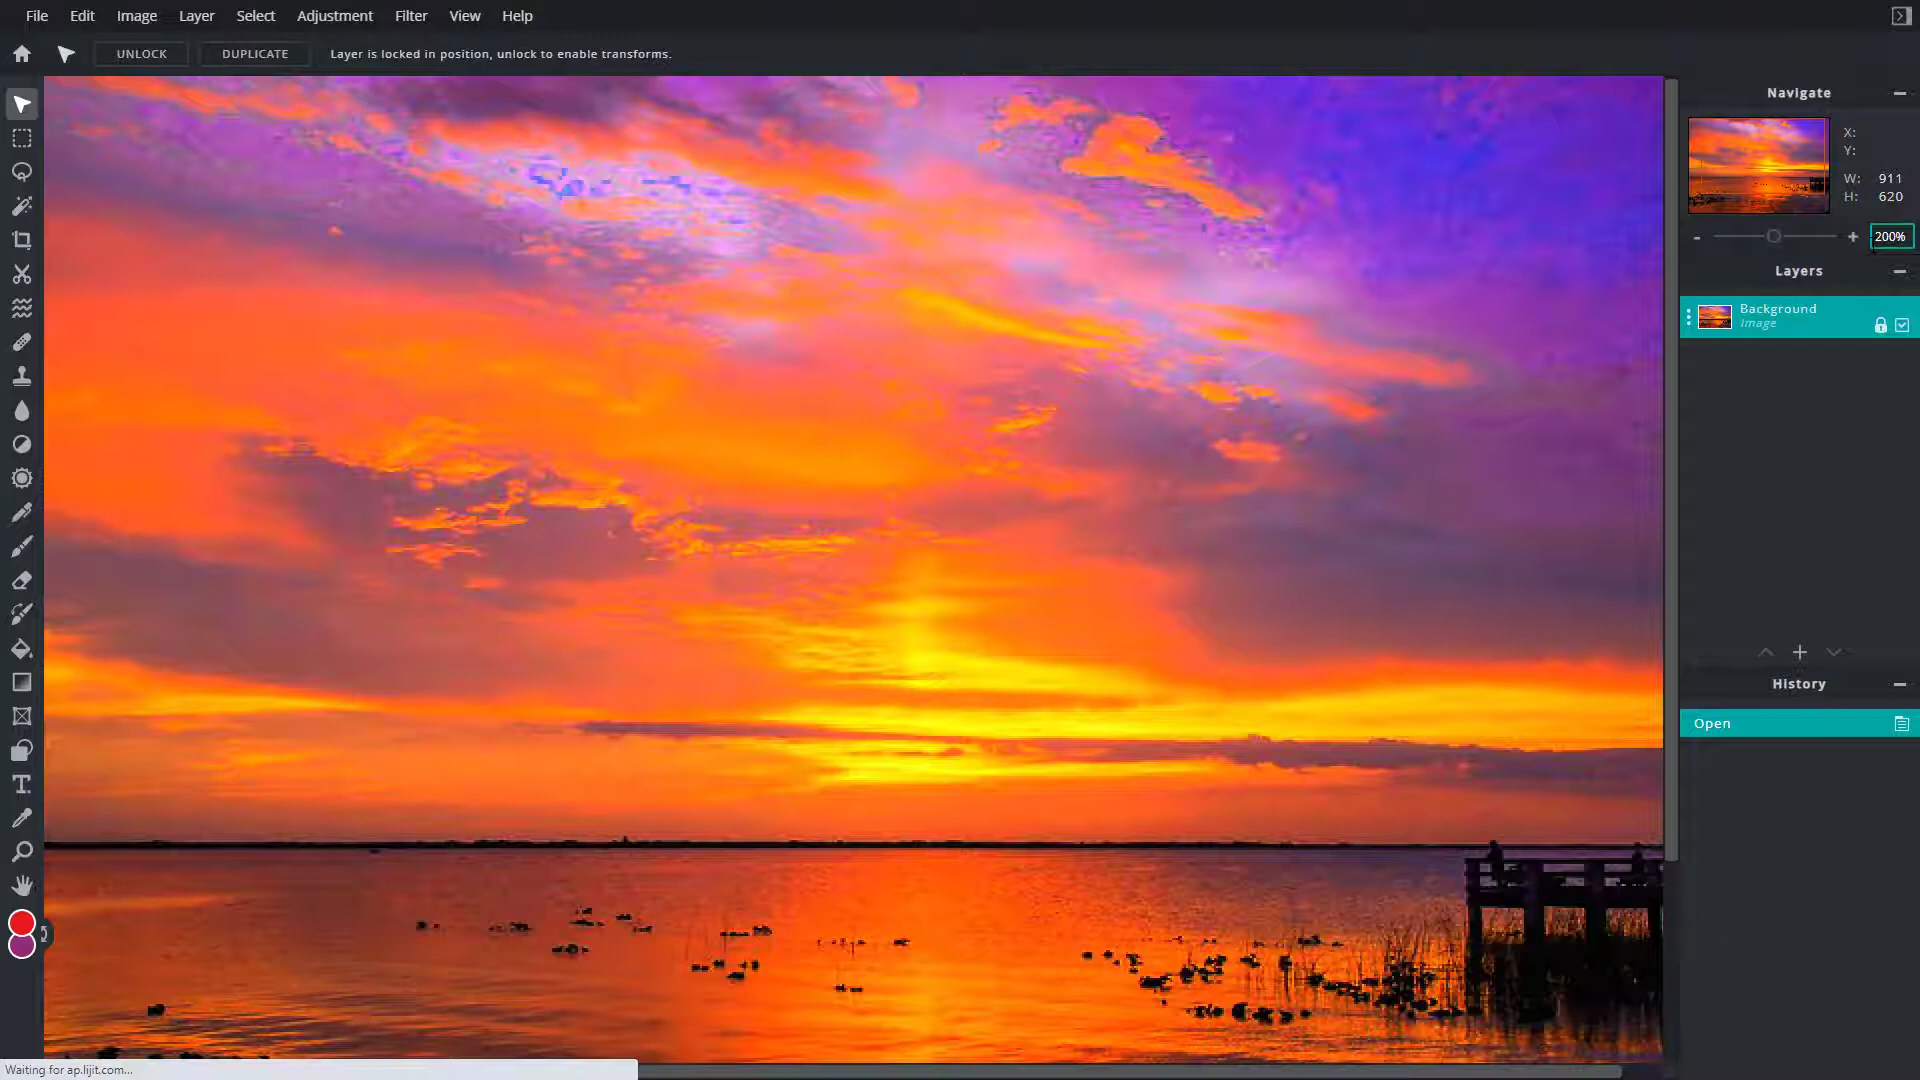 File Edit Image Layer Select Adjustment Filter View Help
UNLOCK DUPLICATE Layer is locked in position, unlock to enable transforms.
Navigate
X:
Y:
W: 911
H: 620
- + 200%
Layers
Background
Image
History
Open
T
Waiting for ap.lijit.com...